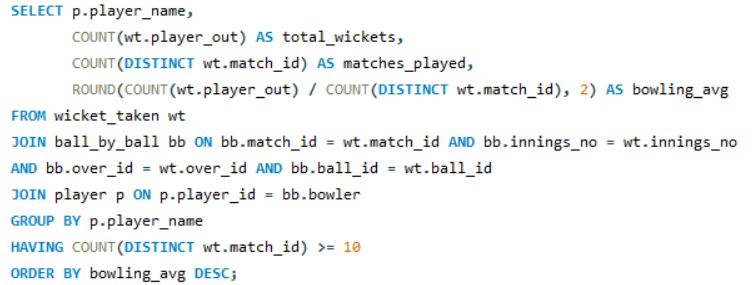 SELECT p.player_name,
COUNT(wt.player_out) AS total_wickets,
COUNT(DISTINCT wt.match_id) AS matches_played,
ROUND(COUNT(wt.player_out) / COUNT(DISTINCT wt.match_id), 2) AS bowling_avg
FROM wicket_taken wt
JOIN ball_by_ball bb ON bb.match_id = wt.match_id AND bb.innings_no = wt.innings_no
AND bb.over_id = wt.over_id AND bb.ball_id = wt.ball_id
JOIN player p ON p.player_id = bb.bowler
GROUP BY p.player_name
HAVING COUNT(DISTINCT wt.match_id) >= 10
ORDER BY bowling_avg DESC;